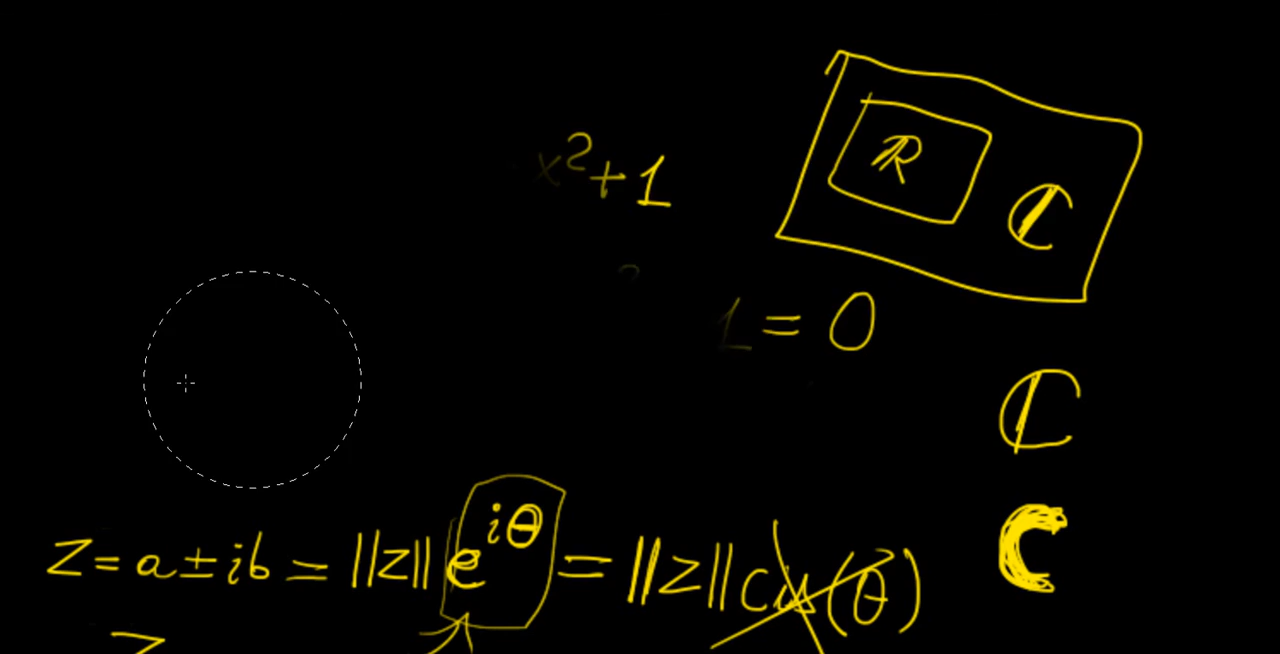 x²+1
ℝ
ℂ
1 = 0
ℂ
C
z = a ± ib = ||z|| e^{iθ} = ||z|| cis(θ)